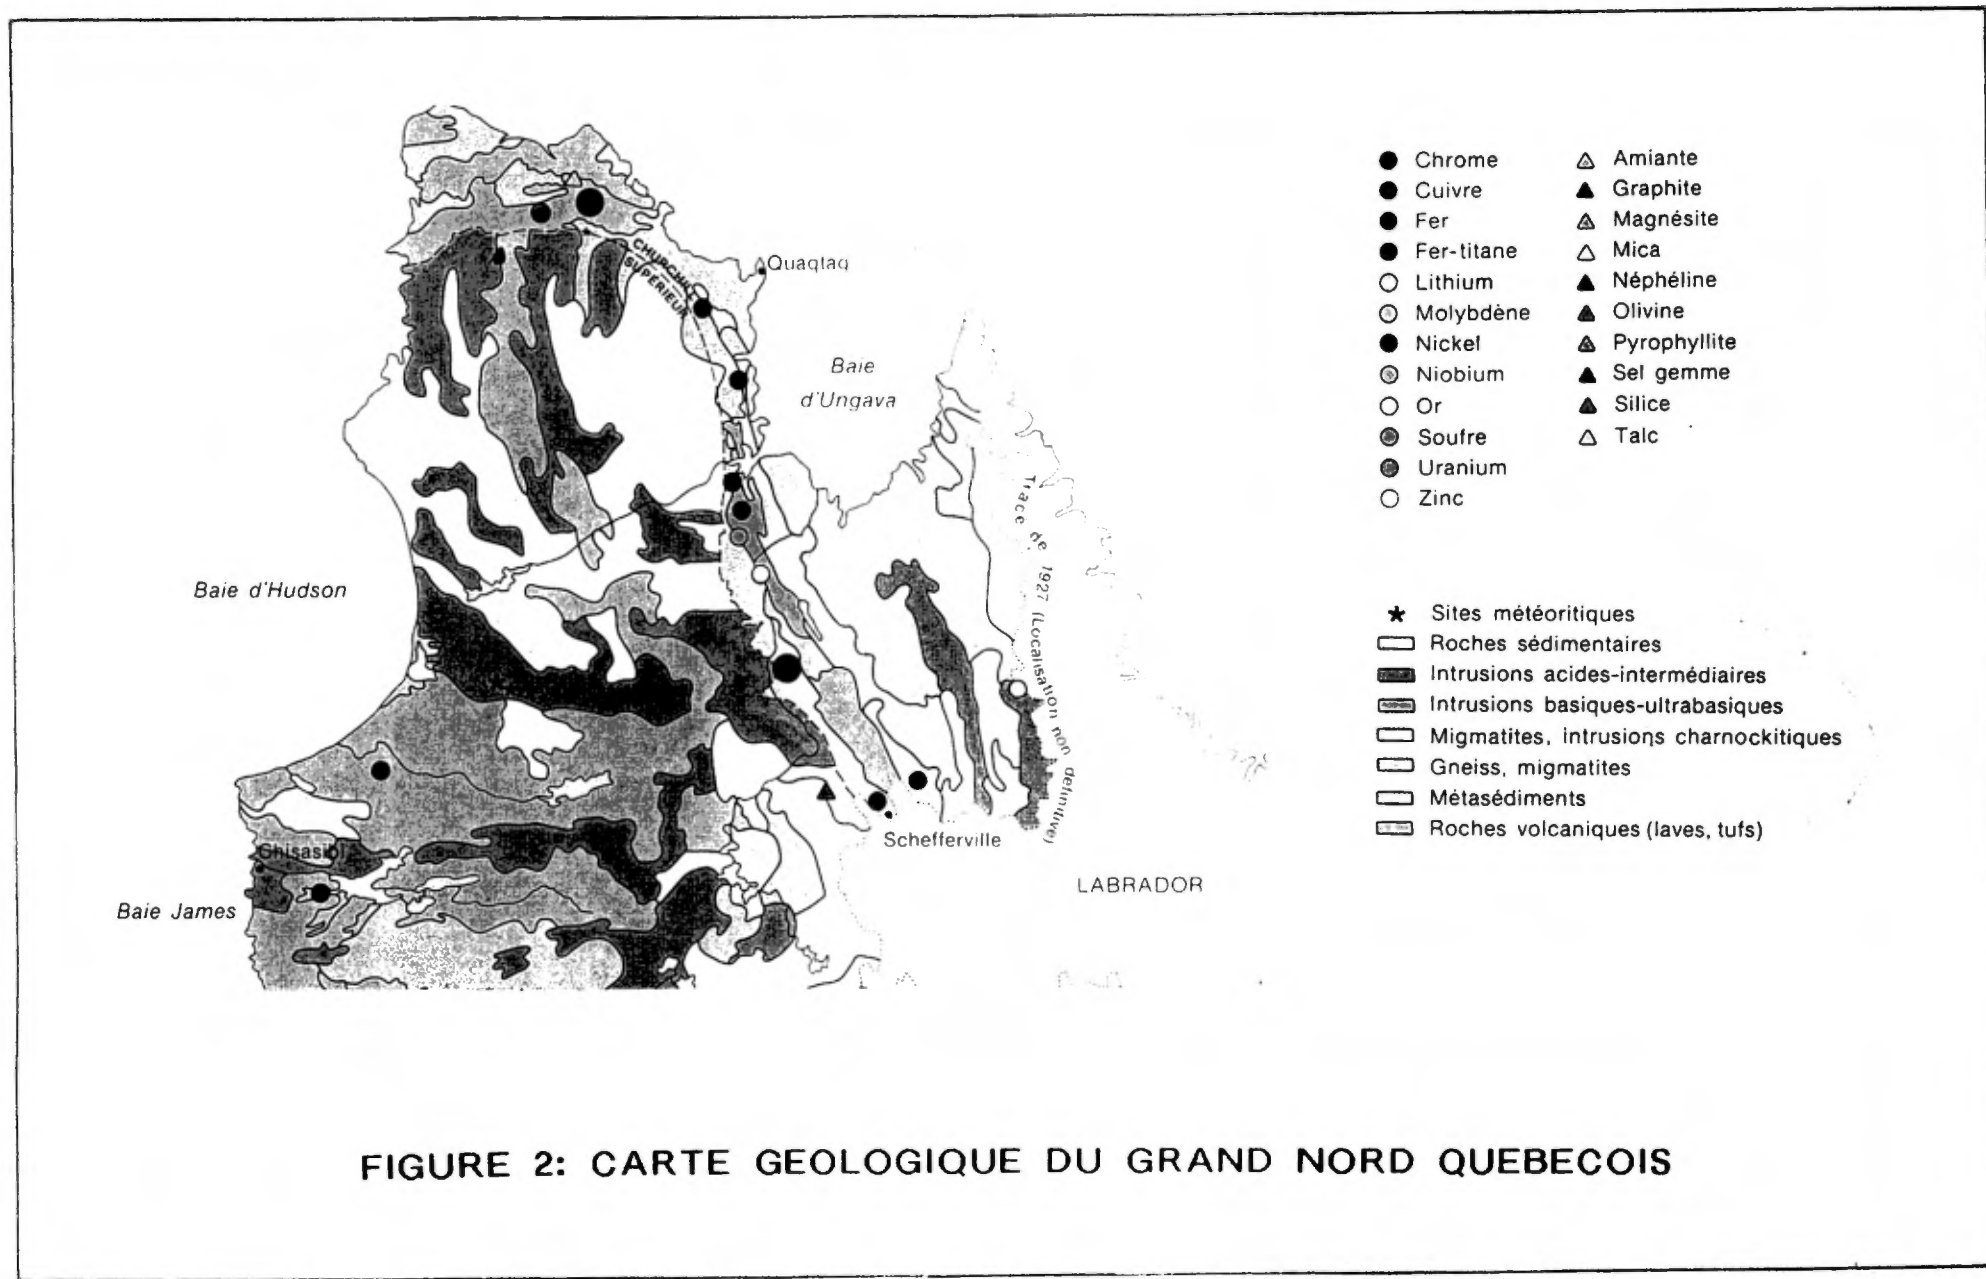 Chrome
Cuivre
Fer
Fer-titane
Lithium
Molybdène
Nickel
Niobium
Or
Soufre
Uranium
Zinc
Amiante
Graphite
Magnésite
Mica
Néphéline
Olivine
Pyrophyllite
Sel gemme
Silice
Talc
CHURCHILL
SUPÉRIEUR
Quaqtaq
Baie
d'Ungava
Baie d'Hudson
Tracé de 1927 (Localisation non définitive)
Sites météoritiques
Roches sédimentaires
Intrusions acides-intermédiaires
Intrusions basiques-ultrabasiques
Migmatites, intrusions charnockitiques
Gneiss, migmatites
Métasédiments
Roches volcaniques (laves, tufs)
Schefferville
Chisasibi
LABRADOR
Baie James
FIGURE 2: CARTE GEOLOGIQUE DU GRAND NORD QUEBECOIS